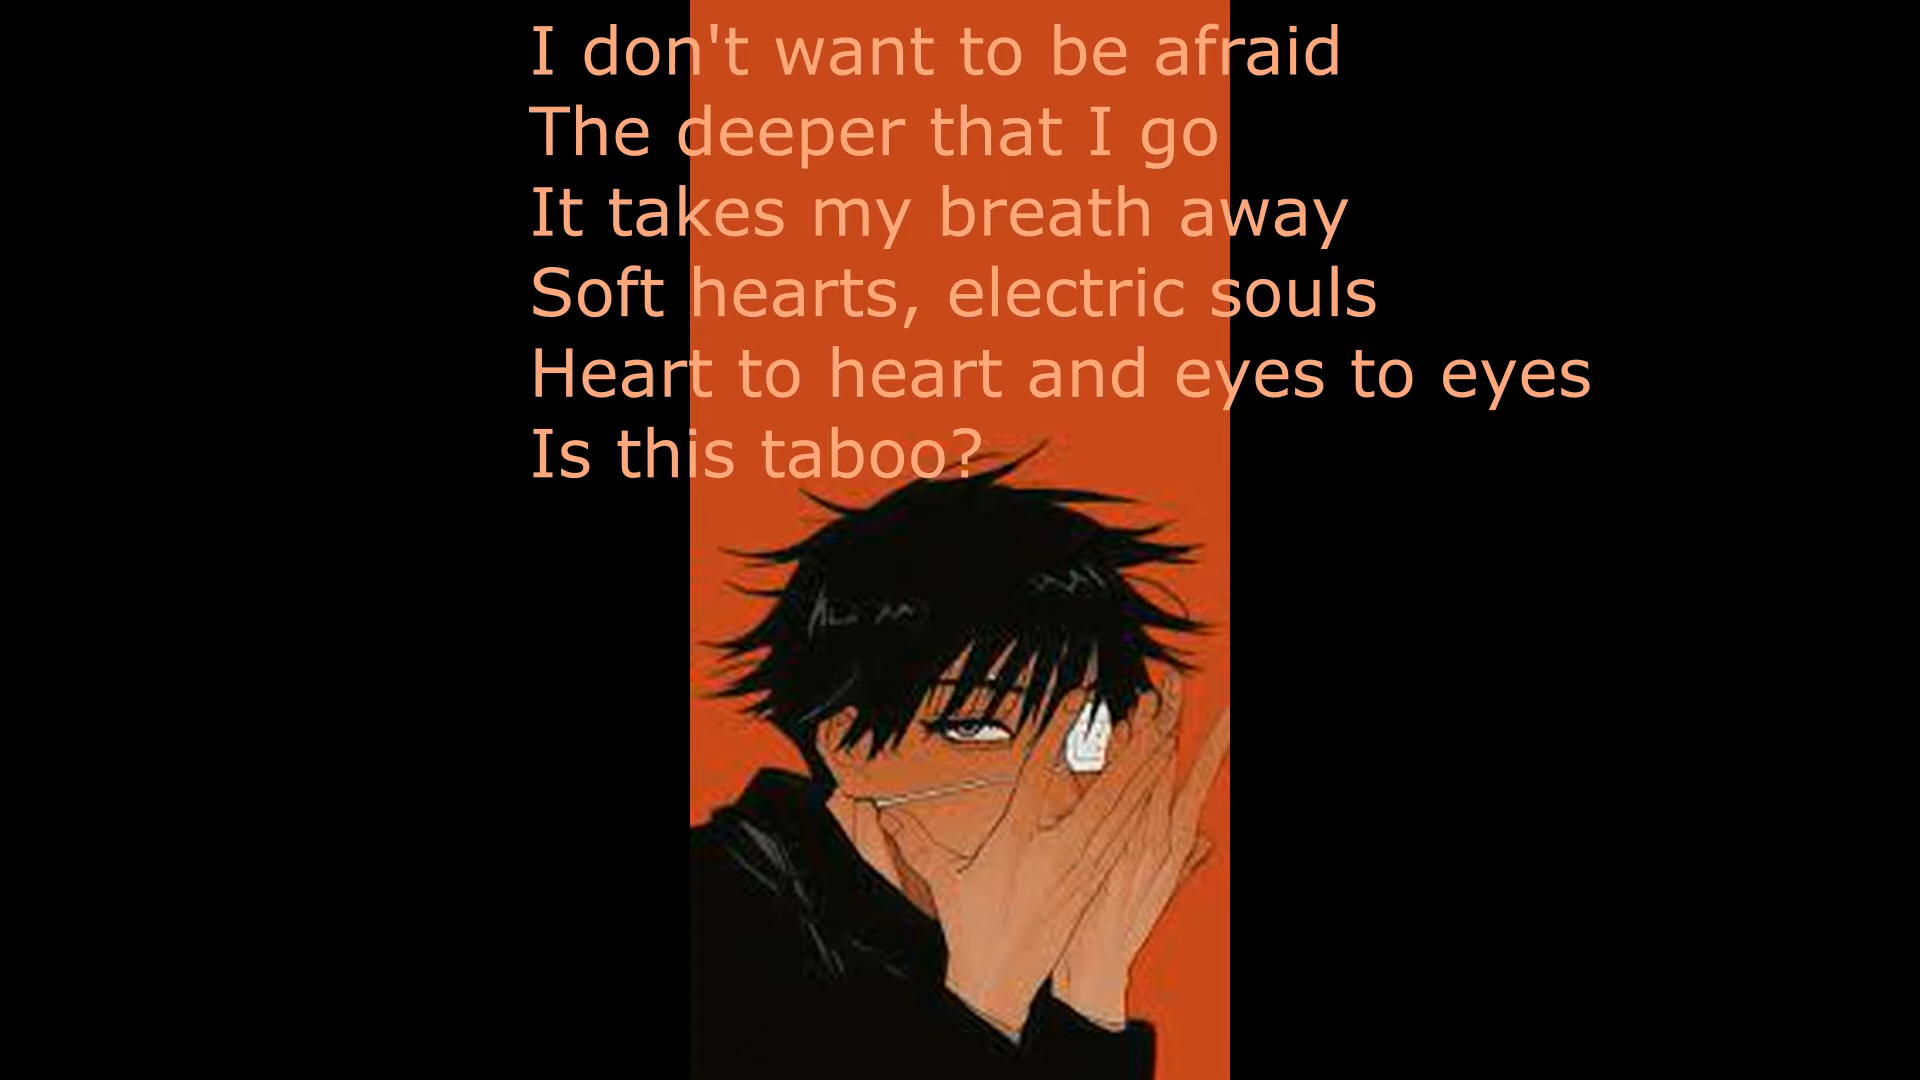 I don't want to be afraid
The deeper that I go
It takes my breath away
Soft hearts, electric souls
Heart to heart and eyes to eyes
Is this taboo?